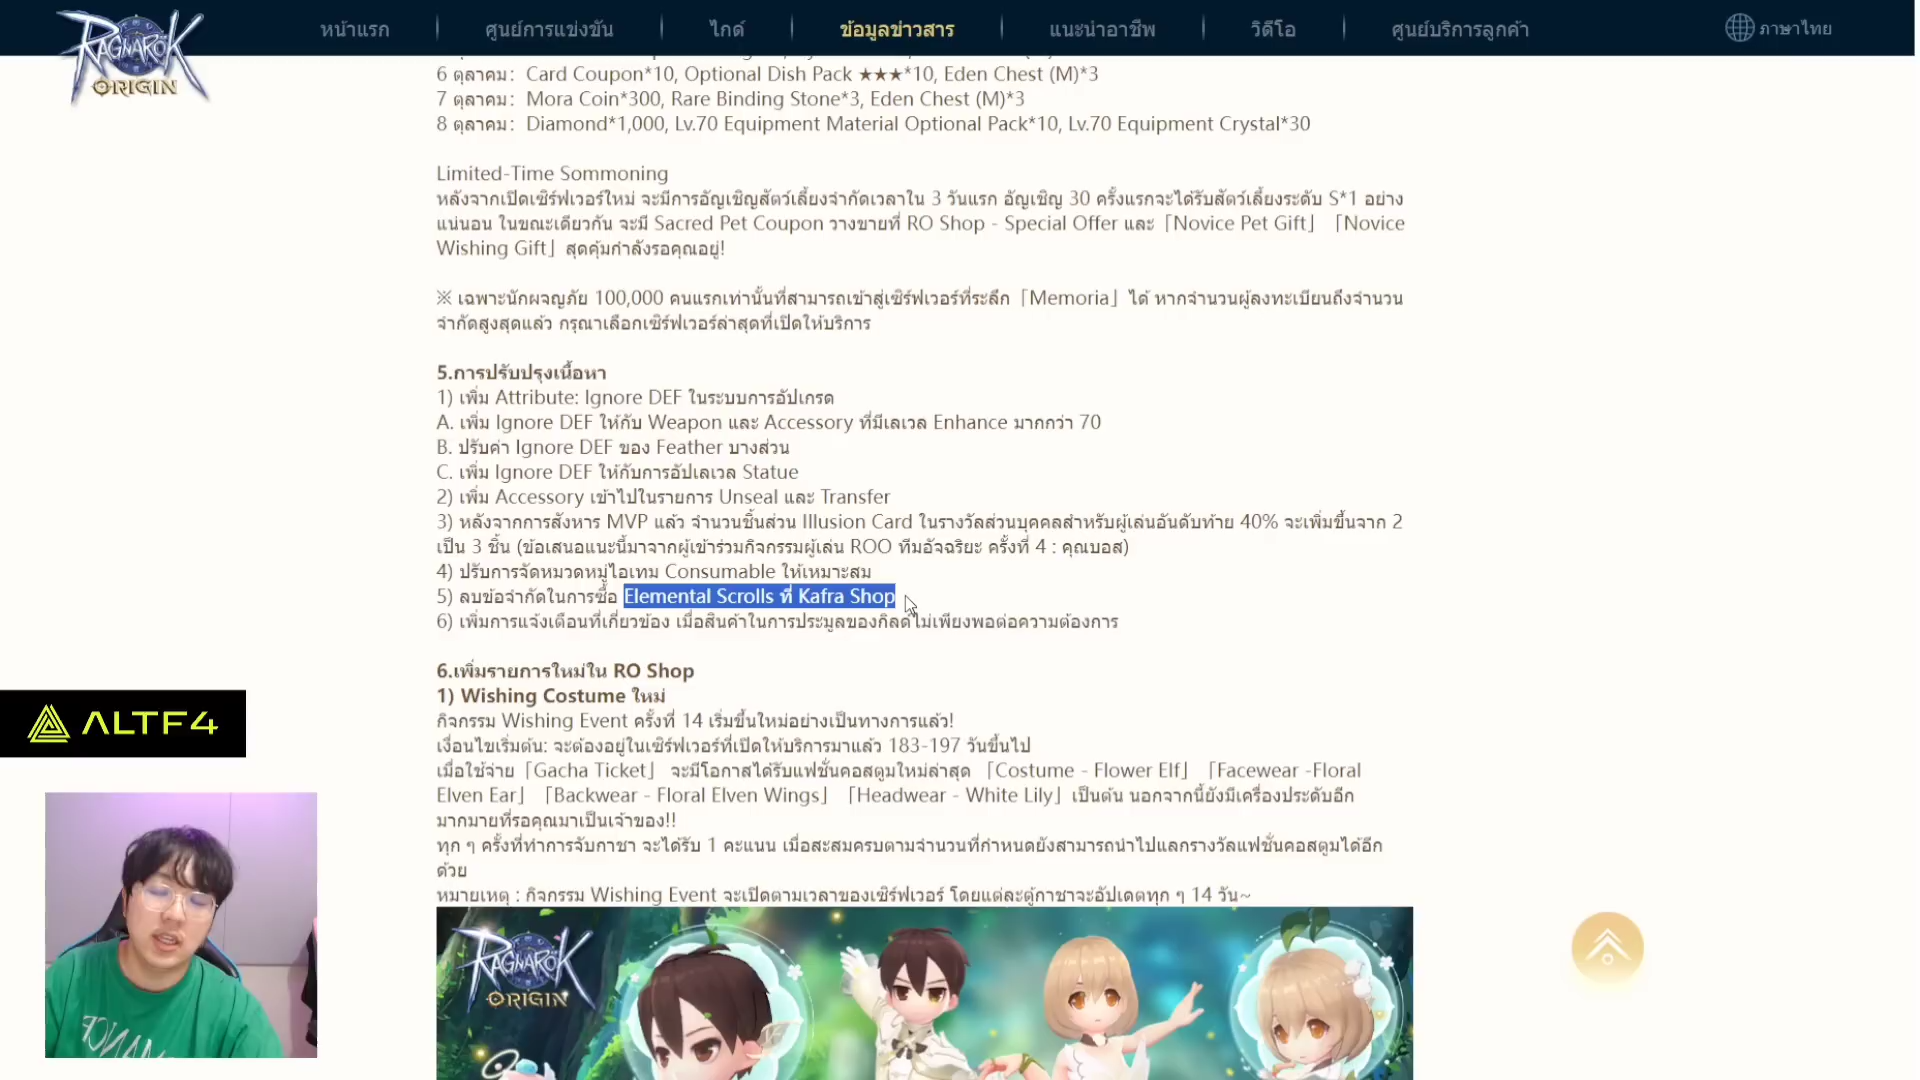 RAGNAROK
ORIGIN
หน้าแรก
ศูนย์การแข่งขัน
ไกด์
ข้อมูลข่าวสาร
แนะนำอาชีพ
วิดีโอ
ศูนย์บริการลูกค้า
ภาษาไทย
6 ตุลาคม: Card Coupon*10, Optional Dish Pack ★★★*10, Eden Chest (M)*3
7 ตุลาคม: Mora Coin*300, Rare Binding Stone*3, Eden Chest (M)*3
8 ตุลาคม: Diamond*1,000, Lv.70 Equipment Material Optional Pack*10, Lv.70 Equipment Crystal*30
Limited-Time Sommoning
หลังจากเปิดเซิร์ฟเวอร์ใหม่ จะมีการอัญเชิญสัตว์เลี้ยงจำกัดเวลาใน 3 วันแรก อัญเชิญ 30 ครั้งแรกจะได้รับสัตว์เลี้ยงระดับ S*1 อย่าง
แน่นอน ในขณะเดียวกัน จะมี Sacred Pet Coupon วางขายที่ RO Shop - Special Offer และ「Novice Pet Gift」「Novice
Wishing Gift」สุดคุ้มกำลังรอคุณอยู่!
※ เฉพาะนักผจญภัย 100,000 คนแรกเท่านั้นที่สามารถเข้าสู่เซิร์ฟเวอร์ที่ระลึก「Memoria」ได้ หากจำนวนผู้ลงทะเบียนถึงจำนวน
จำกัดสูงสุดแล้ว กรุณาเลือกเซิร์ฟเวอร์ล่าสุดที่เปิดให้บริการ
5.การปรับปรุงเนื้อหา
1) เพิ่ม Attribute: Ignore DEF ในระบบการอัปเกรด
A. เพิ่ม Ignore DEF ให้กับ Weapon และ Accessory ที่มีเลเวล Enhance มากกว่า 70
B. ปรับค่า Ignore DEF ของ Feather บางส่วน
C. เพิ่ม Ignore DEF ให้กับการอัปเลเวล Statue
2) เพิ่ม Accessory เข้าไปในรายการ Unseal และ Transfer
3) หลังจากการสังหาร MVP แล้ว จำนวนชิ้นส่วน Illusion Card ในรางวัลส่วนบุคคลสำหรับผู้เล่นอันดับท้าย 40% จะเพิ่มขึ้นจาก 2
เป็น 3 ชิ้น (ข้อเสนอแนะนี้มาจากผู้เข้าร่วมกิจกรรมผู้เล่น ROO ทีมอัจฉริยะ ครั้งที่ 4 : คุณบอส)
4) ปรับการจัดหมวดหมู่ไอเทม Consumable ให้เหมาะสม
5) ลบข้อจำกัดในการซื้อ Elemental Scrolls ที่ Kafra Shop
6) เพิ่มการแจ้งเตือนที่เกี่ยวข้อง เมื่อสินค้าในการประมูลของกิลด์ไม่เพียงพอต่อความต้องการ
6.เพิ่มรายการใหม่ใน RO Shop
1) Wishing Costume ใหม่
กิจกรรม Wishing Event ครั้งที่ 14 เริ่มขึ้นใหม่อย่างเป็นทางการแล้ว!
เงื่อนไขเริ่มต้น: จะต้องอยู่ในเซิร์ฟเวอร์ที่เปิดให้บริการมาแล้ว 183-197 วันขึ้นไป
เมื่อใช้จ่าย「Gacha Ticket」 จะมีโอกาสได้รับแฟชั่นคอสตูมใหม่ล่าสุด 「Costume - Flower Elf」「Facewear -Floral
Elven Ear」「Backwear - Floral Elven Wings」「Headwear - White Lily」เป็นต้น นอกจากนี้ยังมีเครื่องประดับอีก
มากมายที่รอคุณมาเป็นเจ้าของ!!
ทุก ๆ ครั้งที่ทำการจับกาชา จะได้รับ 1 คะแนน เมื่อสะสมครบตามจำนวนที่กำหนดยังสามารถนำไปแลกรางวัลแฟชั่นคอสตูมได้อีก
ด้วย
หมายเหตุ : กิจกรรม Wishing Event จะเปิดตามเวลาของเซิร์ฟเวอร์ โดยแต่ละตู้กาชาจะอัปเดตทุก ๆ 14 วัน~
ALTF4
RAGNAROK
ORIGIN